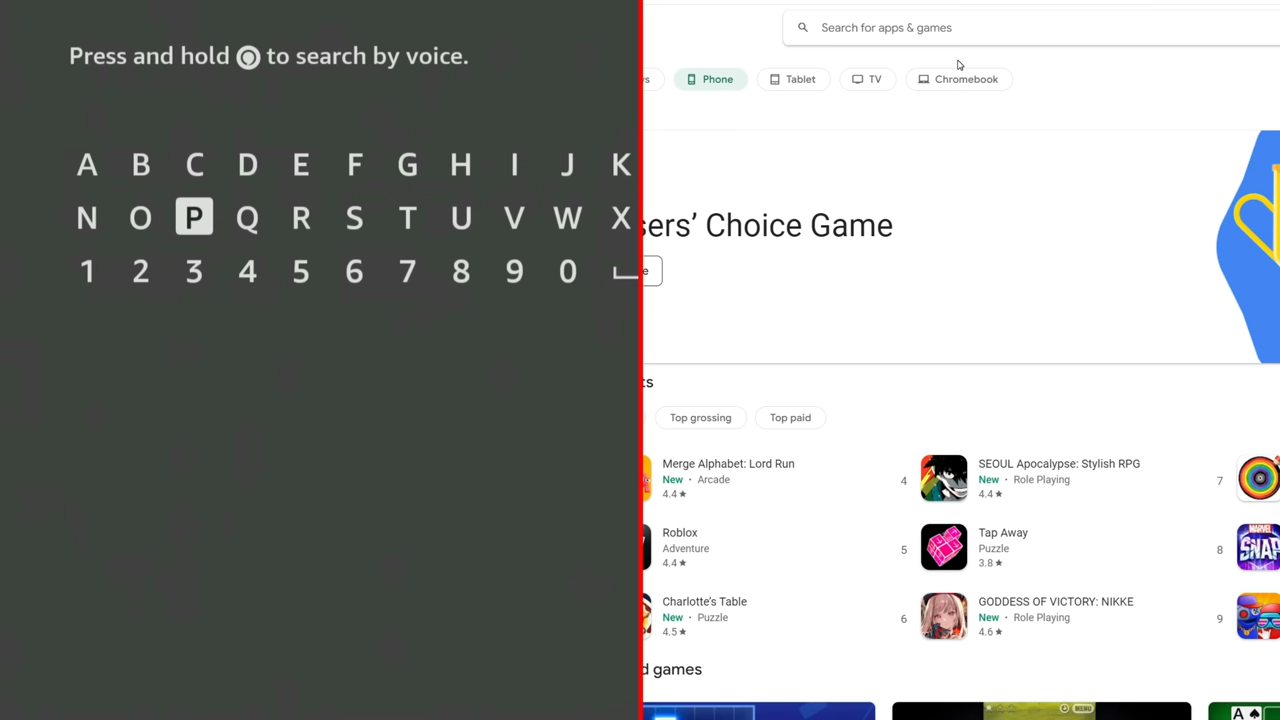 Press and hold to search by voice.
A B C D E F G H I J K
N O P Q R S T U V W X
1 2 3 4 5 6 7 8 9 0
Search for apps & games
Phone
Tablet
TV
Chromebook
sers' Choice Game
e
ts
Top grossing
Top paid
Merge Alphabet: Lord Run
New · Arcade
4.4★
4
SEOUL Apocalypse: Stylish RPG
New · Role Playing
4.4★
7
Roblox
Adventure
4.4★
5
Tap Away
Puzzle
3.8★
8
MARVEL
SNAP
Charlotte's Table
New · Puzzle
4.5★
6
GODDESS OF VICTORY: NIKKE
New · Role Playing
4.6★
9
d games
MENU
A